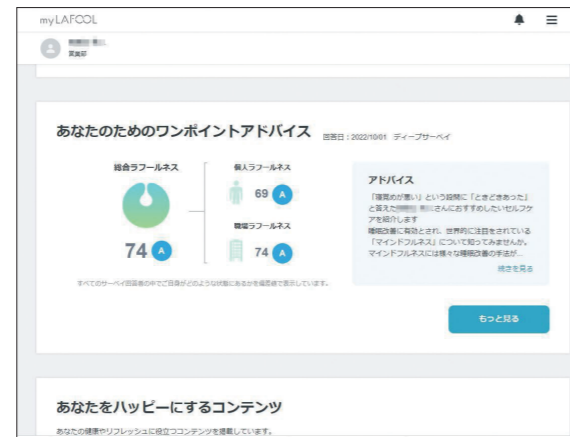 myLAFCOL
営業部
あなたのためのワンポイントアドバイス 回答日:2022/10/01 ディープサーベイ
総合ラフールネス
74 A
個人ラフールネス
69 A
職場ラフールネス
74 A
すべてのサーベイ回答者の中でご自身がどのような状態にあるかを偏差値で表示しています。
アドバイス
「寝覚めが悪い」という設問に「ときどきあった」
と答えた さんにおすすめしたいセルフケ
アを紹介します
睡眠改善に有効とされ、世界的に注目をされている
「マインドフルネス」について知ってみませんか。
マインドフルネスには様々な睡眠改善の手法が...
続きを見る
もっと見る
あなたをハッピーにするコンテンツ
あなたの健康やリフレッシュに役立つコンテンツを掲載しています。